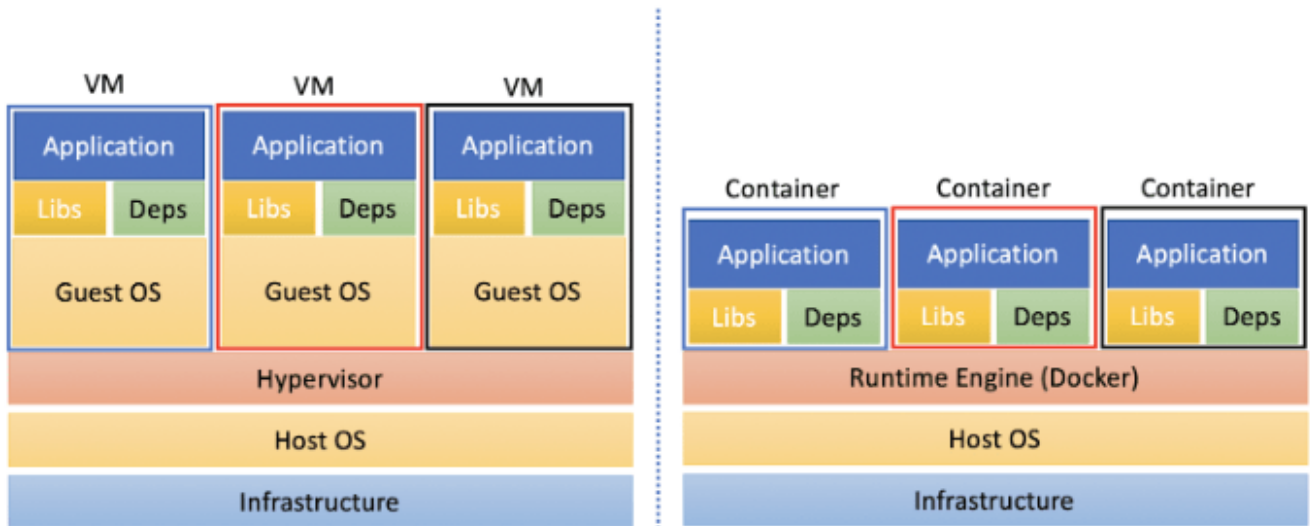 VM VM VM
Application Application Application
Libs Deps Libs Deps Libs Deps
Guest OS Guest OS Guest OS
Hypervisor
Host OS
Infrastructure
Container Container Container
Application Application Application
Libs Deps Libs Deps Libs Deps
Runtime Engine (Docker)
Host OS
Infrastructure